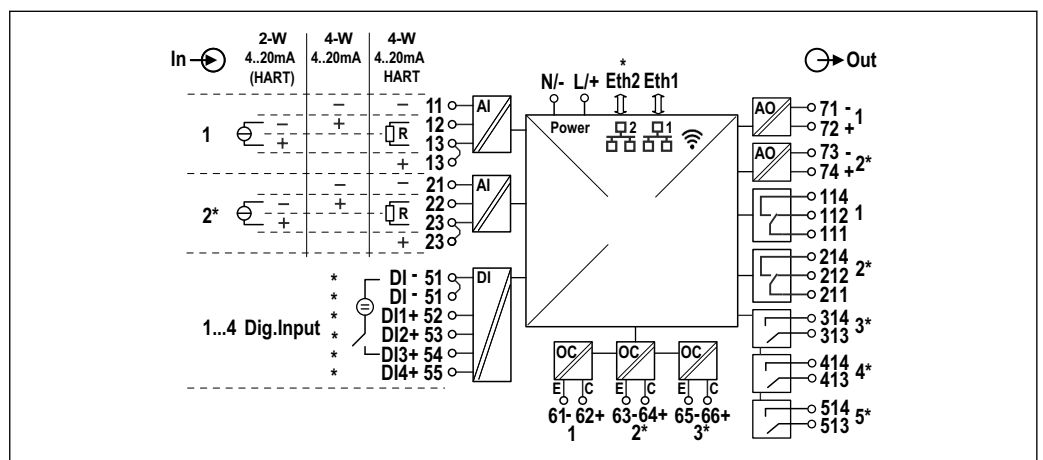 In Out
2-W 4-W 4-W
4..20mA 4..20mA 4..20mA
(HART) HART
N/- L/+ Eth2 Eth1
*
Power 2 1
1
− − 11 AI
− + 12
+ R 13
+ 13
2*
− − 21 AI
− + 22
+ R 23
+ 23
1...4 Dig.Input
* DI - 51 DI
* DI - 51
* DI1+ 52
* DI2+ 53
* DI3+ 54
* DI4+ 55
AO 71 - 1
72 +
AO 73 - 2*
74 +
114
112 1
111
214
212 2*
211
314 3*
313
414 4*
413
514 5*
513
OC OC OC
E C E C E C
61- 62+ 63-64+ 65-66+
1 2* 3*